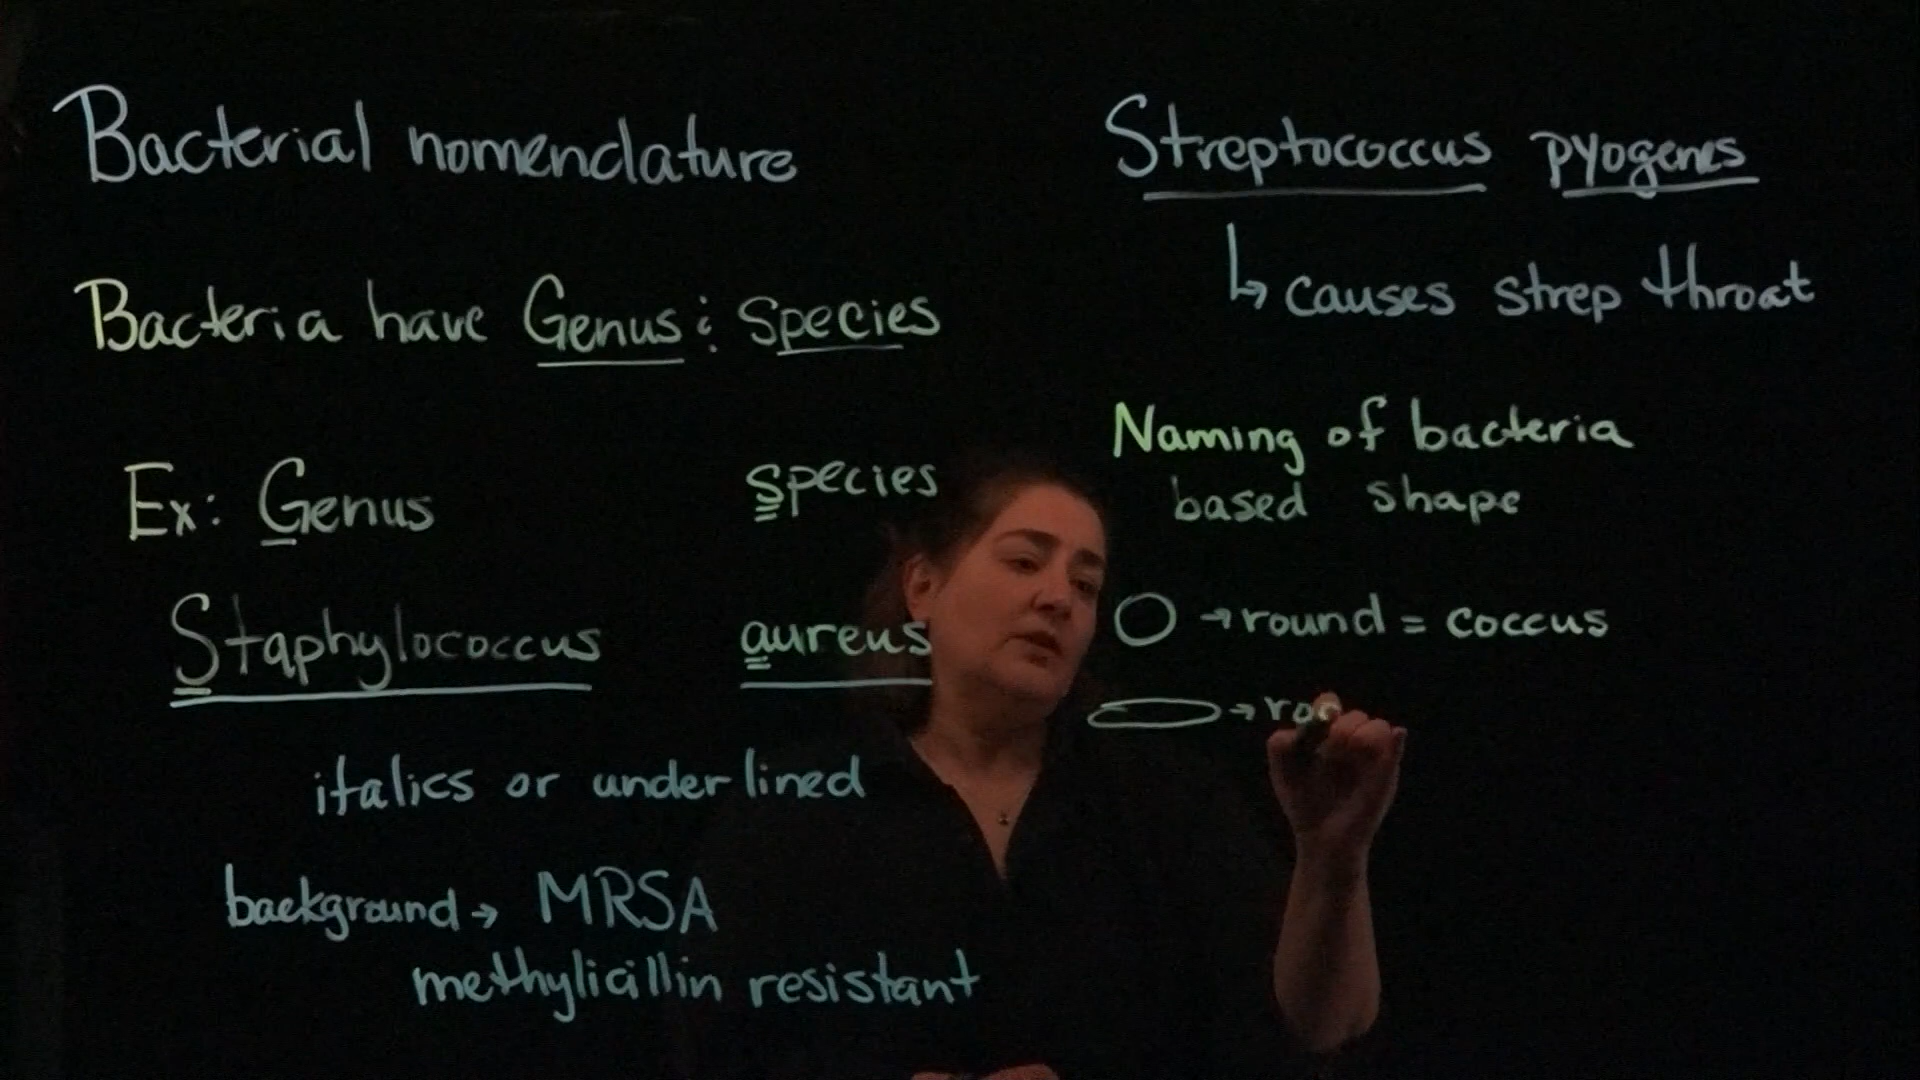 Bacterial nomenclature
Bacteria have Genus & species
Ex: Genus species
Staphylococcus aureus
italics or underlined
background → MRSA
methylicillin resistant
Streptococcus pyogenes
↳ causes strep throat
Naming of bacteria
based shape
→ round = coccus
→ ro